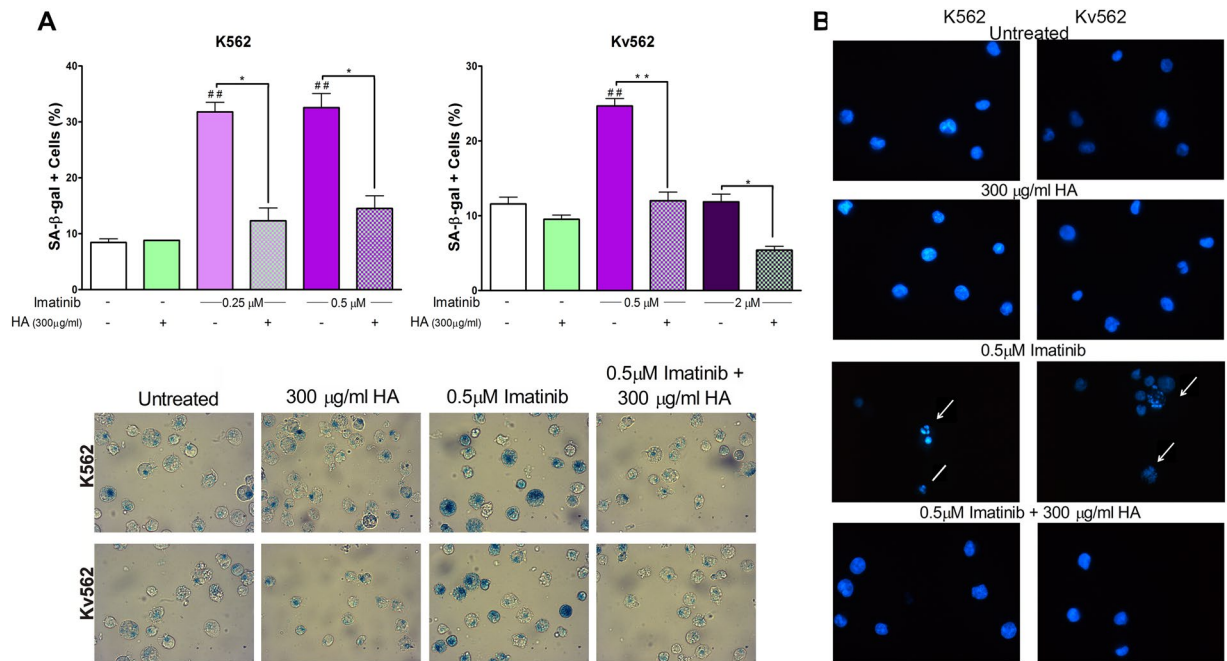 A
K562
SA-β-gal + Cells (%)
40
30
20
10
0
## * ## *
Imatinib - - 0.25 μM 0.5 μM
HA (300μg/ml) - + - + - +
Kv562
SA-β-gal + Cells (%)
30
20
10
0
## * * *
Imatinib - - 0.5 μM 2 μM
HA (300μg/ml) - + - + - +
Untreated 300 μg/ml HA 0.5μM Imatinib 0.5μM Imatinib + 300 μg/ml HA
K562
Kv562
B
K562 Kv562
Untreated
300 μg/ml HA
0.5μM Imatinib
0.5μM Imatinib + 300 μg/ml HA